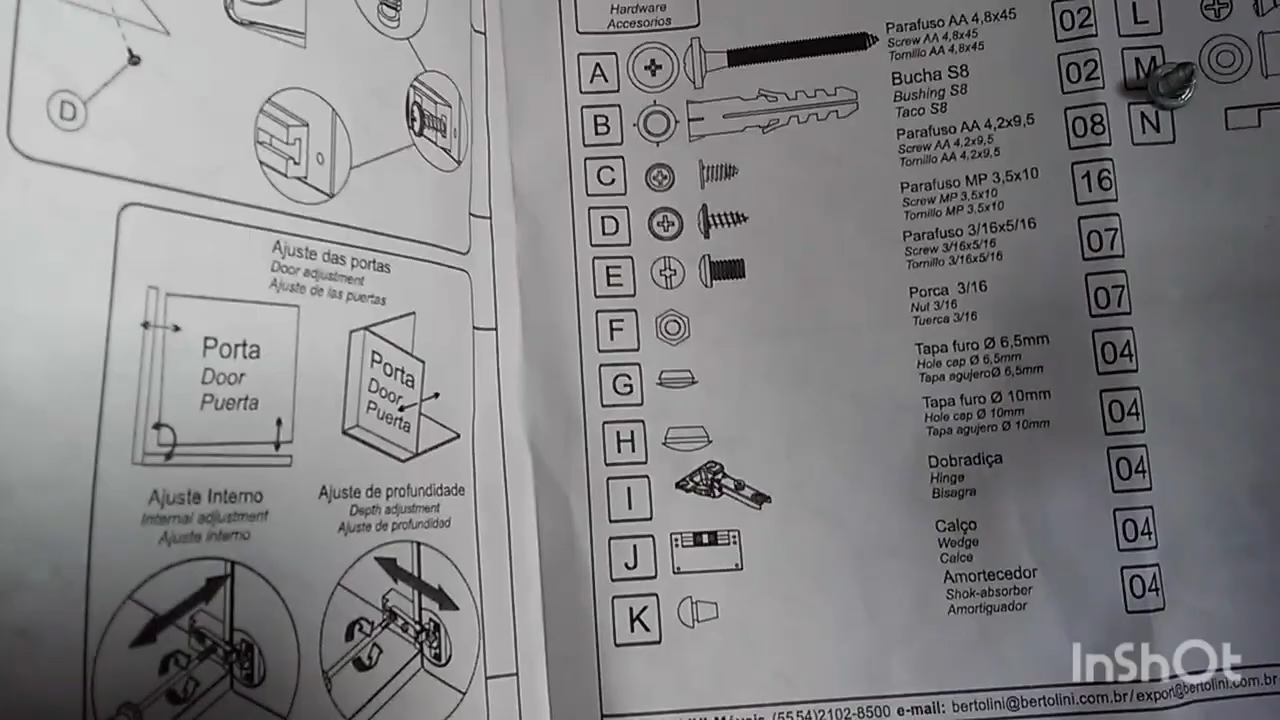 D
Ajuste das portas
Door adjustment
Ajuste de las puertas
Porta
Door
Puerta
Porta
Door
Puerta
Ajuste Interno
Internal adjustment
Ajuste interno
Ajuste de profundidade
Depth adjustment
Ajuste de profundidad
Hardware
Accesorios
A
Parafuso AA 4,8x45
Screw AA 4,8x45
Tornillo AA 4,8x45
02
B
Bucha S8
Bushing S8
Taco S8
02
C
Parafuso AA 4,2x9,5
Screw AA 4,2x9,5
Tornillo AA 4,2x9,5
08
D
Parafuso MP 3,5x10
Screw MP 3,5x10
Tornillo MP 3,5x10
16
E
Parafuso 3/16x5/16
Screw 3/16x5/16
Tornillo 3/16x5/16
07
F
Porca 3/16
Nut 3/16
Tuerca 3/16
07
G
Tapa furo Ø 6,5mm
Hole cap Ø 6,5mm
Tapa agujeroØ 6,5mm
04
H
Tapa furo Ø 10mm
Hole cap Ø 10mm
Tapa agujero Ø 10mm
04
I
Dobradiça
Hinge
Bisagra
04
J
Calço
Wedge
Calce
04
K
Amortecedor
Shok-absorber
Amortiguador
04
L
M
N
Móveis (5554)2102-8500 e-mail: bertolini@bertolini.com.br/export@bertolini.com.br
InShOt